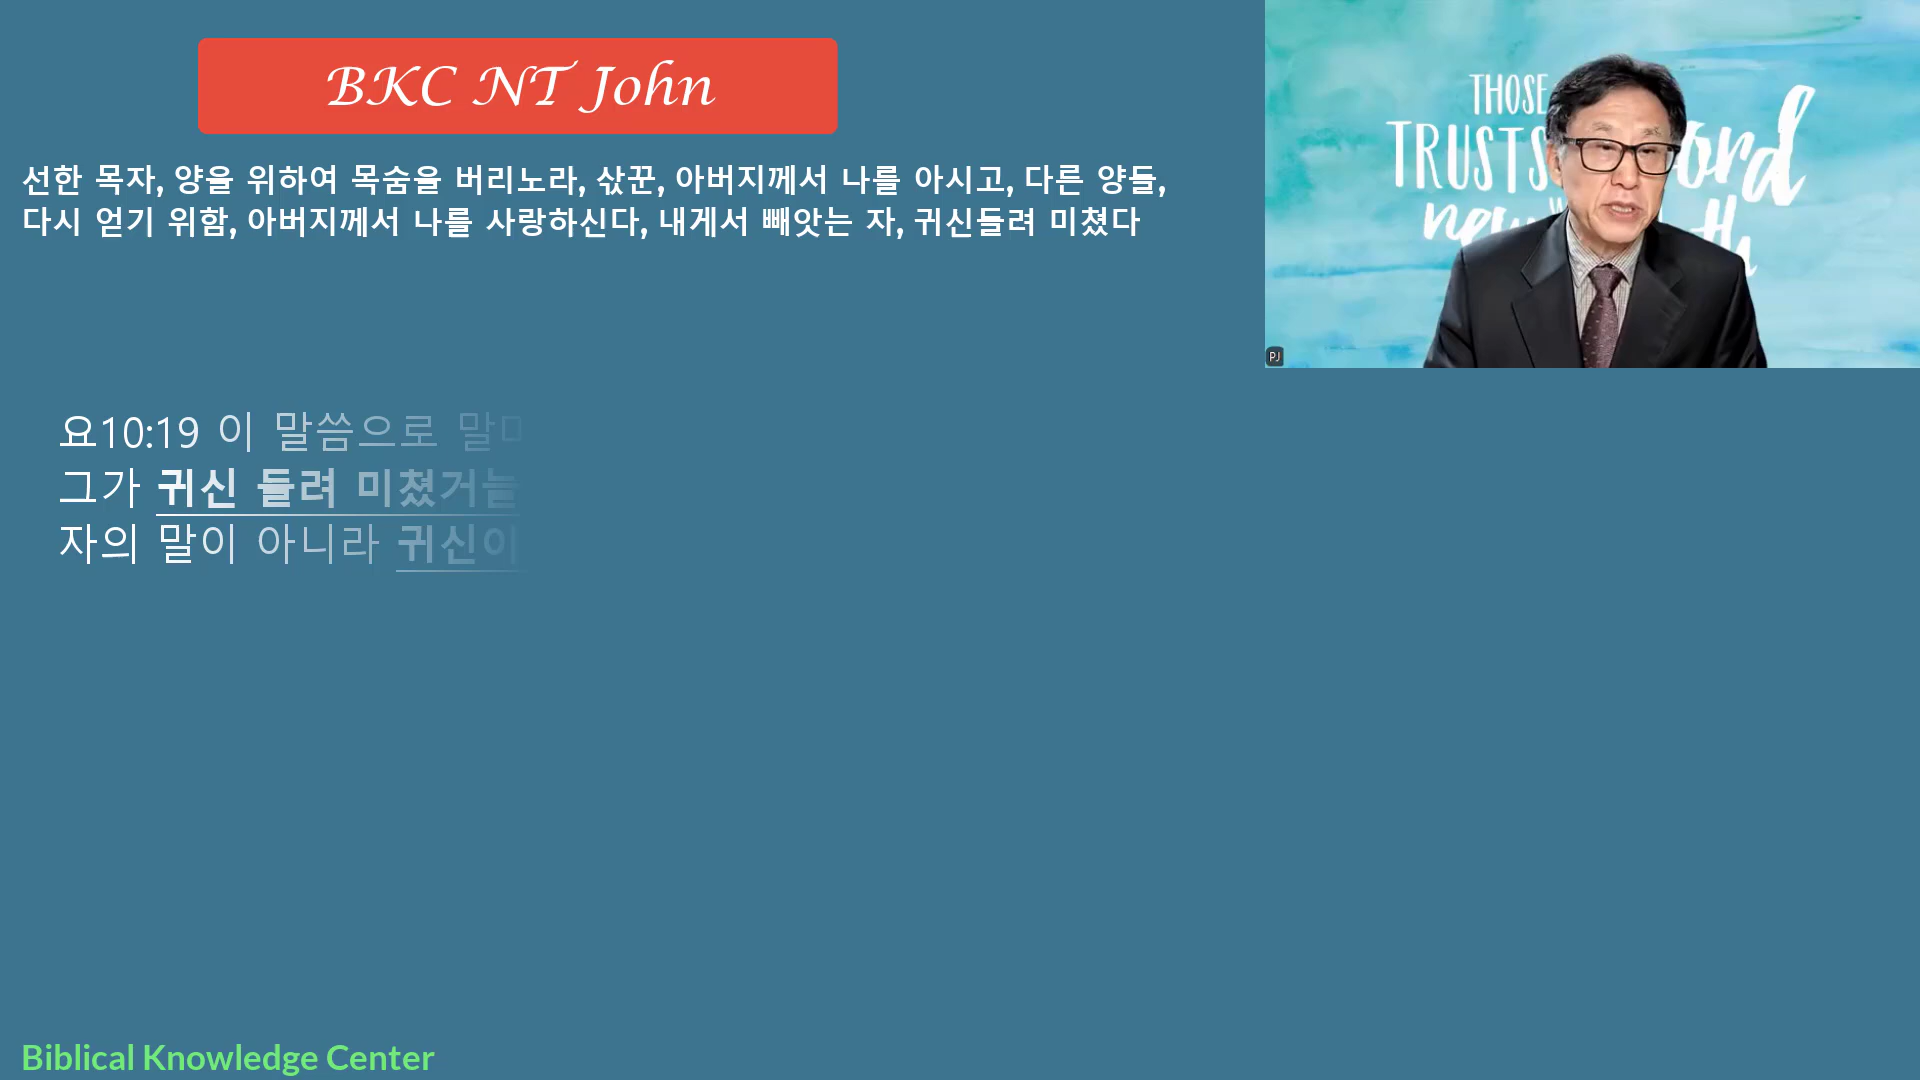 BKC NT John
선한 목자, 양을 위하여 목숨을 버리노라, 삯꾼, 아버지께서 나를 아시고, 다른 양들,
다시 얻기 위함, 아버지께서 나를 사랑하신다, 내게서 빼앗는 자, 귀신들려 미쳤다
THOSE
TRUSTS
ord
new
th
PJ
요10:19 이 말씀으로
그가 귀신 들려 미쳤거늘
자의 말이 아니라 귀신이
Biblical Knowledge Center